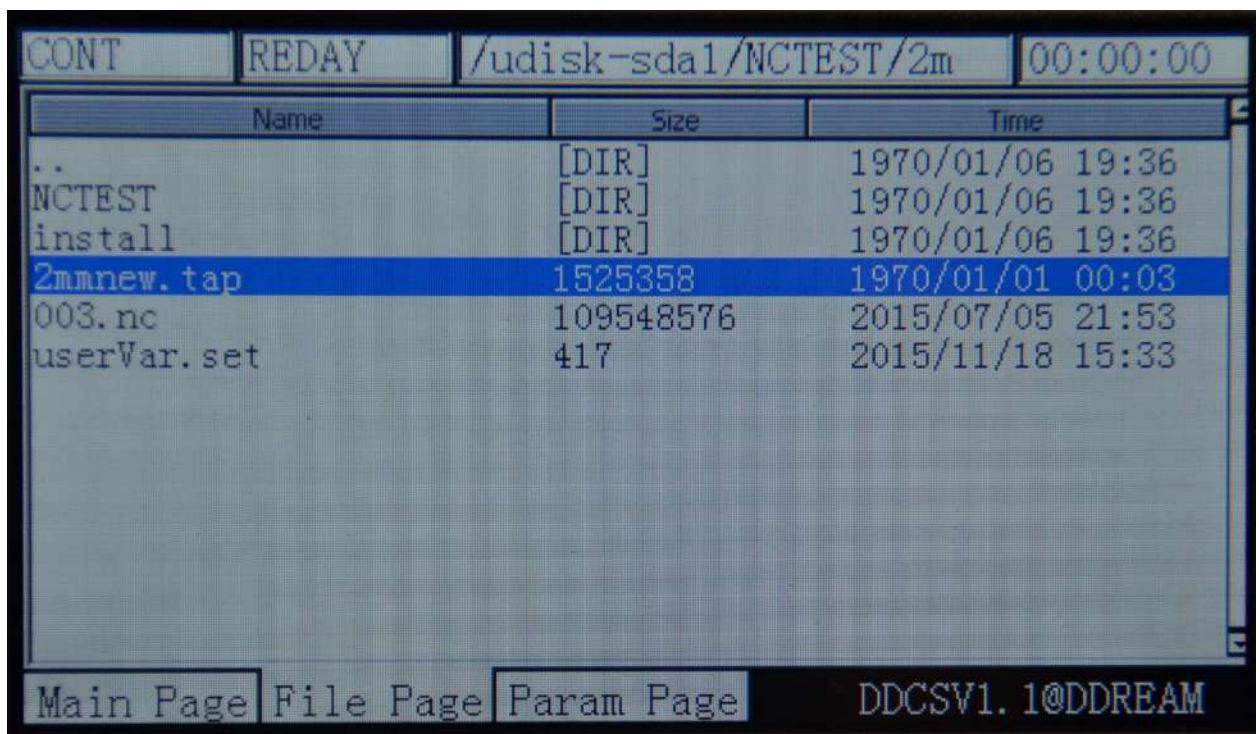 CONT REDAY /udisk-sda1/NCTEST/2m 00:00:00
Name Size Time
.. [DIR] 1970/01/06 19:36
NCTEST [DIR] 1970/01/06 19:36
install [DIR] 1970/01/06 19:36
2mmnew.tap 1525358 1970/01/01 00:03
003.nc 109548576 2015/07/05 21:53
userVar.set 417 2015/11/18 15:33
Main Page File Page Param Page DDCSV1.1@DDREAM